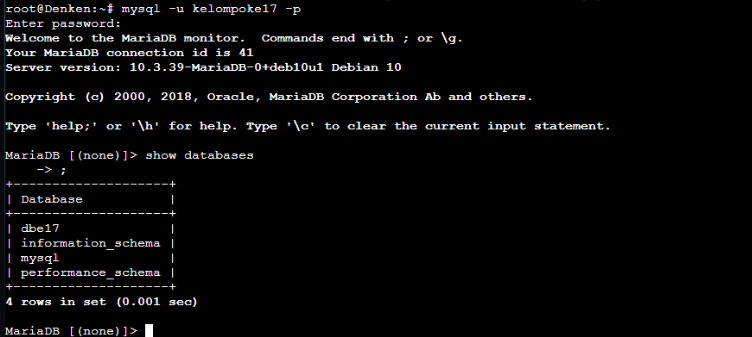 root@Denken:~# mysql -u kelompoke17 -p
Enter password:
Welcome to the MariaDB monitor.  Commands end with ; or \g.
Your MariaDB connection id is 41
Server version: 10.3.39-MariaDB-0+deb10u1 Debian 10

Copyright (c) 2000, 2018, Oracle, MariaDB Corporation Ab and others.

Type 'help;' or '\h' for help. Type '\c' to clear the current input statement.

MariaDB [(none)]> show databases
    -> ;
+--------------------+
| Database           |
+--------------------+
| dbe17              |
| information_schema |
| mysql              |
| performance_schema |
+--------------------+
4 rows in set (0.001 sec)

MariaDB [(none)]>